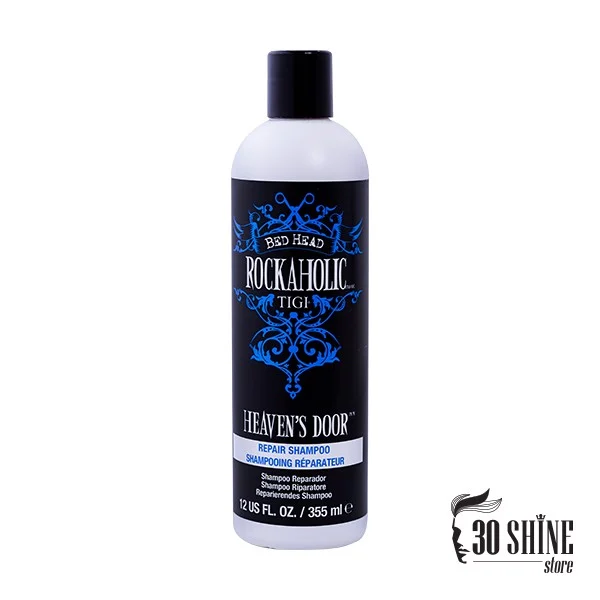 BED HEAD
ROCKAHOLIC
TIGI
HEAVEN'S DOOR™
REPAIR SHAMPOO
SHAMPOOING RÉPARATEUR
Shampoo Reparador
Shampoo Riparatore
Reparierendes Shampoo
12 US FL. OZ. / 355 ml ℮
30 SHINE
store